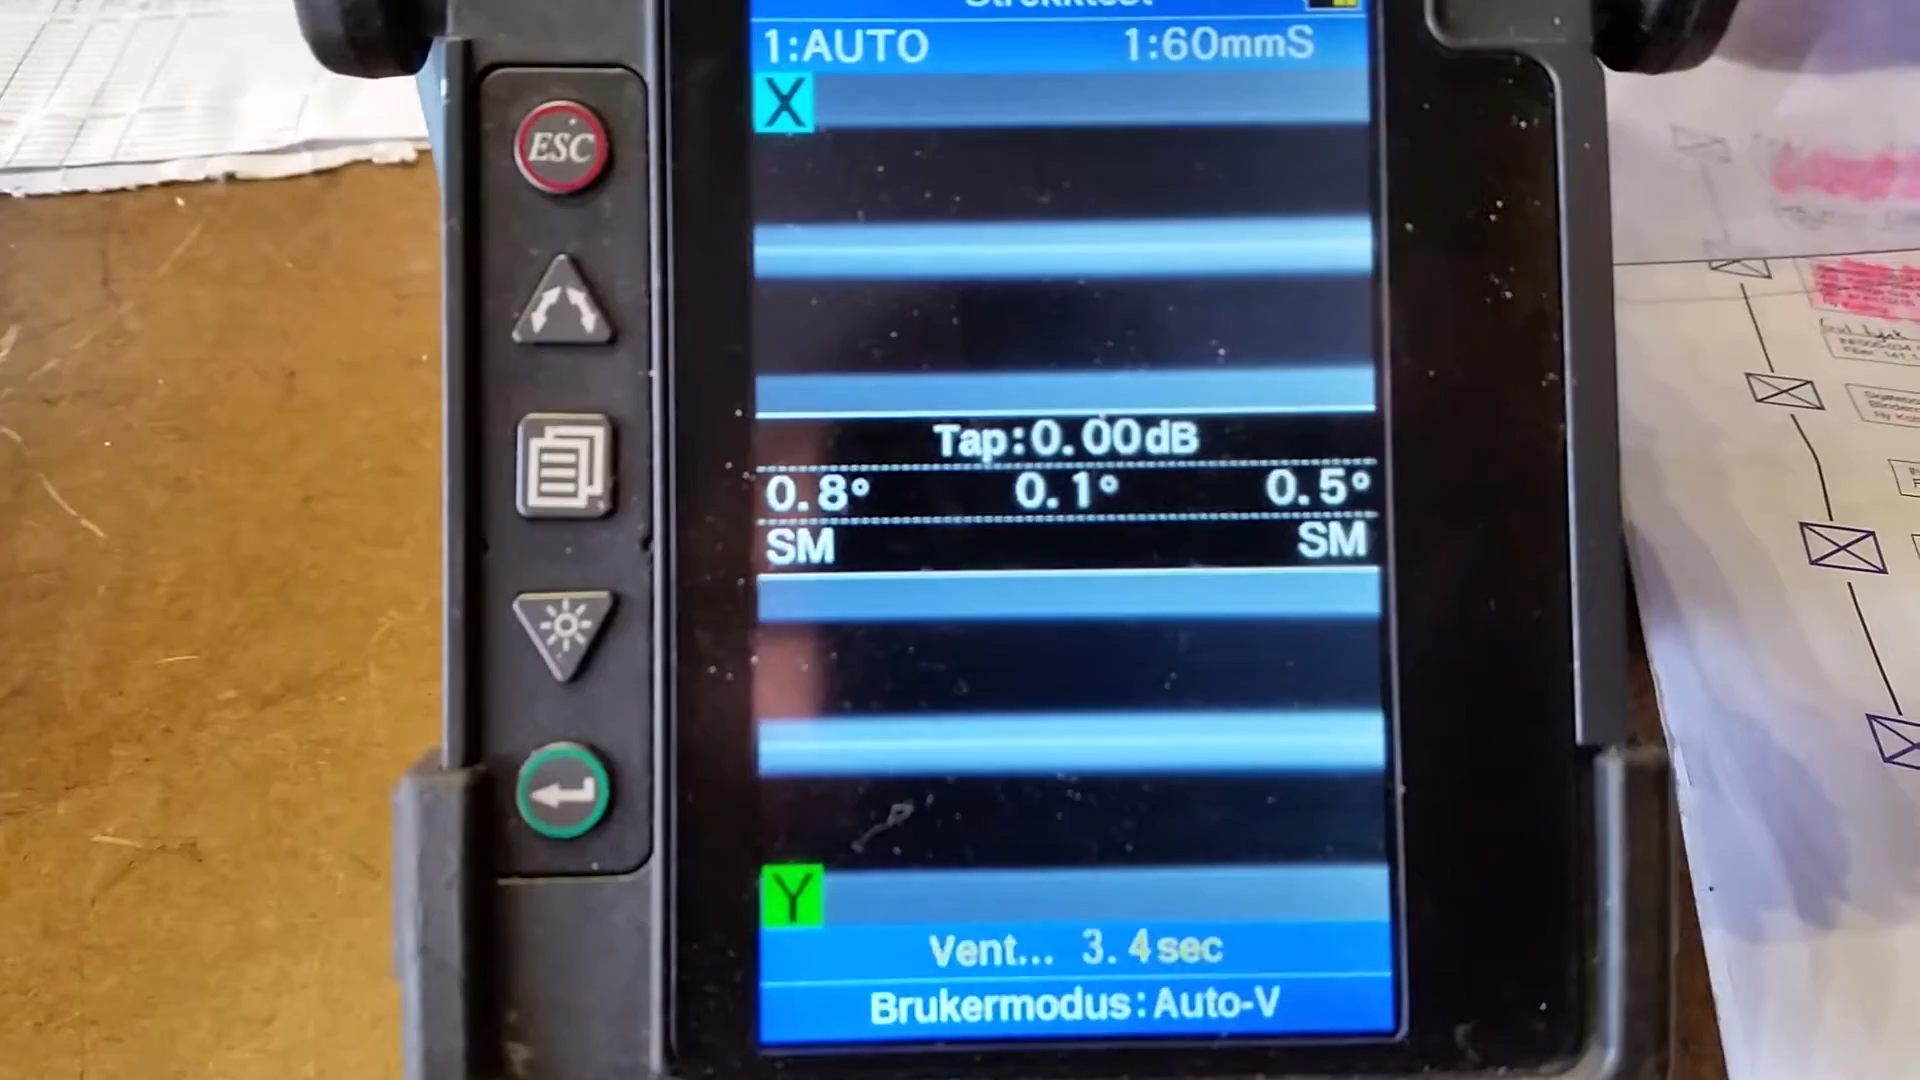 Strekktest
1:AUTO 1:60mmS
X
ESC
Tap:0.00dB
0.8° 0.1° 0.5°
SM SM
Y
Vent... 3.4sec
Brukermodus:Auto-V